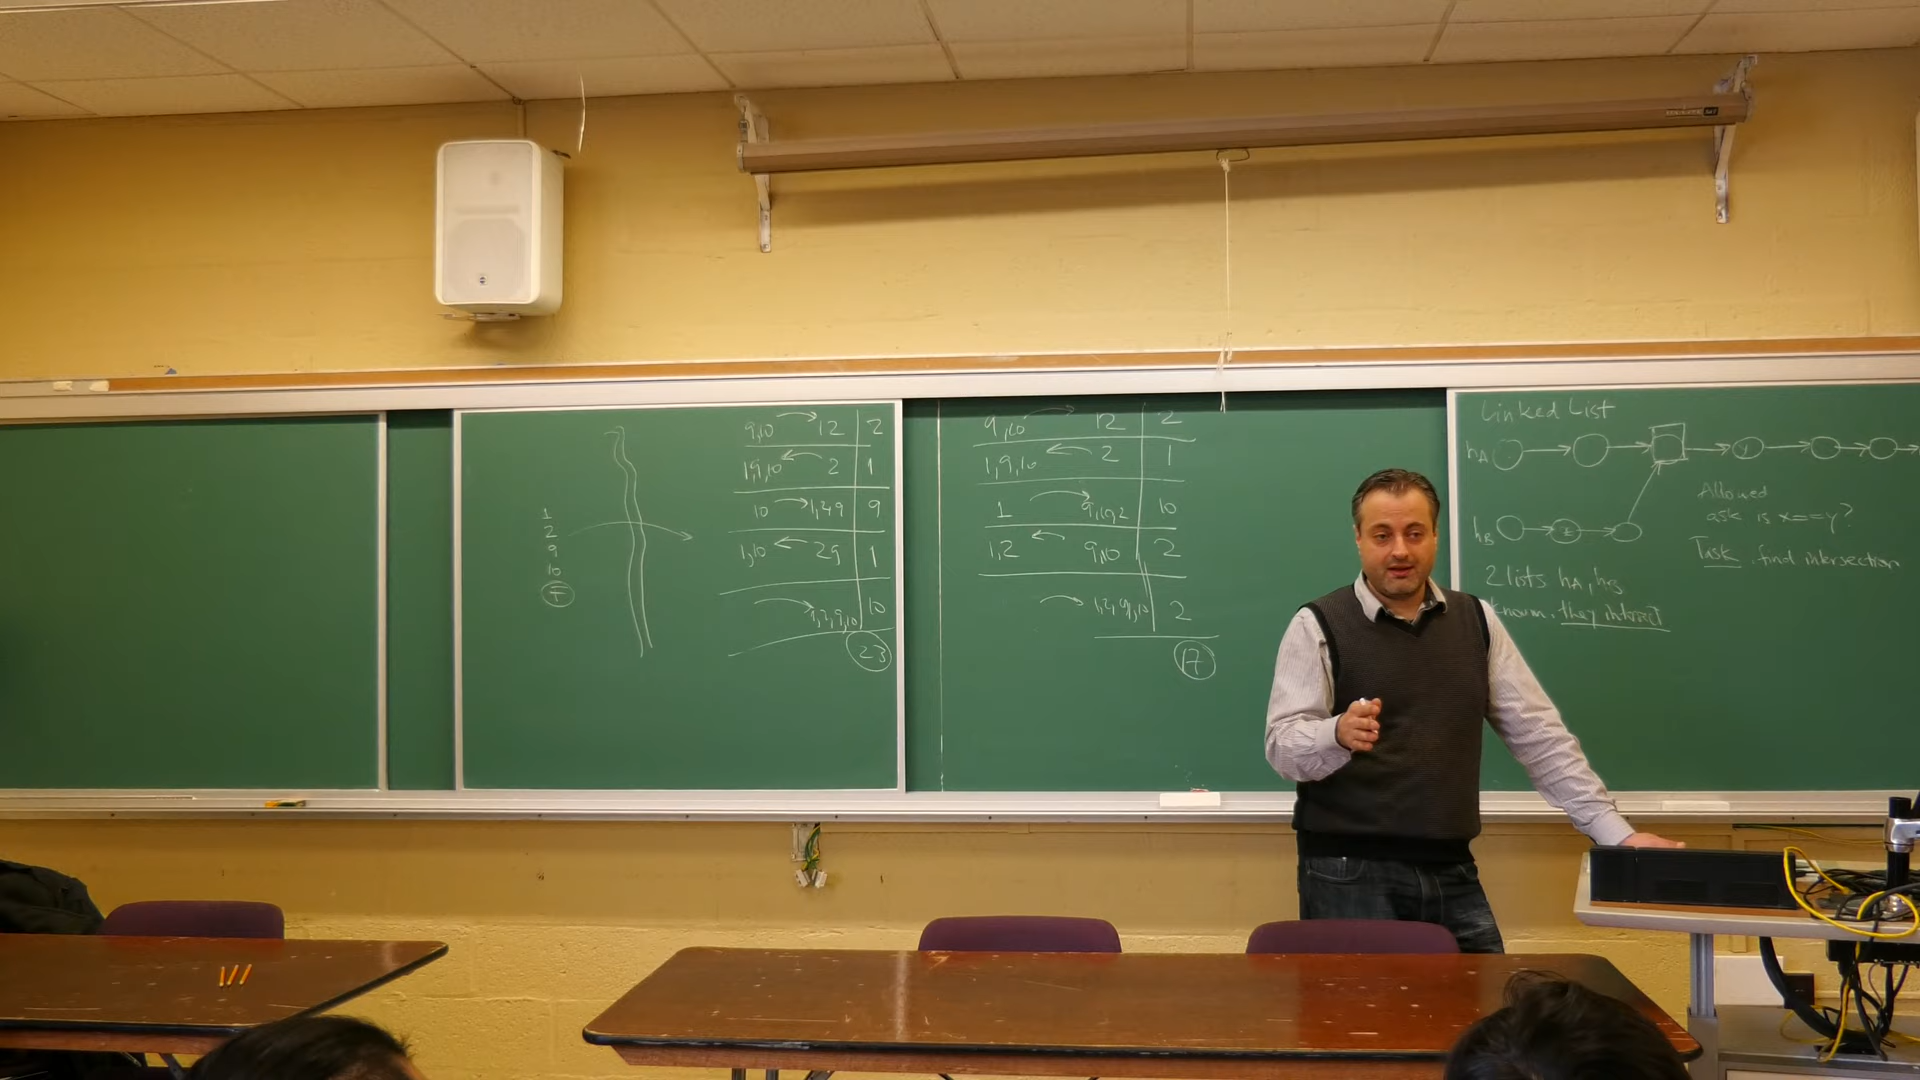 1
2
9
10
T
9,10 12 2
1,9,10 2 1
10 1,2,9 9
1,10 2 9 1
1,2,9,10 10
23
9,10 12 2
1,9,10 2 1
1 9,10,2 10
1,2 9,10 2
1,2,9,10 2
17
Linked List
hA
y
Allowed
ask is x==y?
hB
Task. find intersection
2 lists hA, hB
Known. they intersect